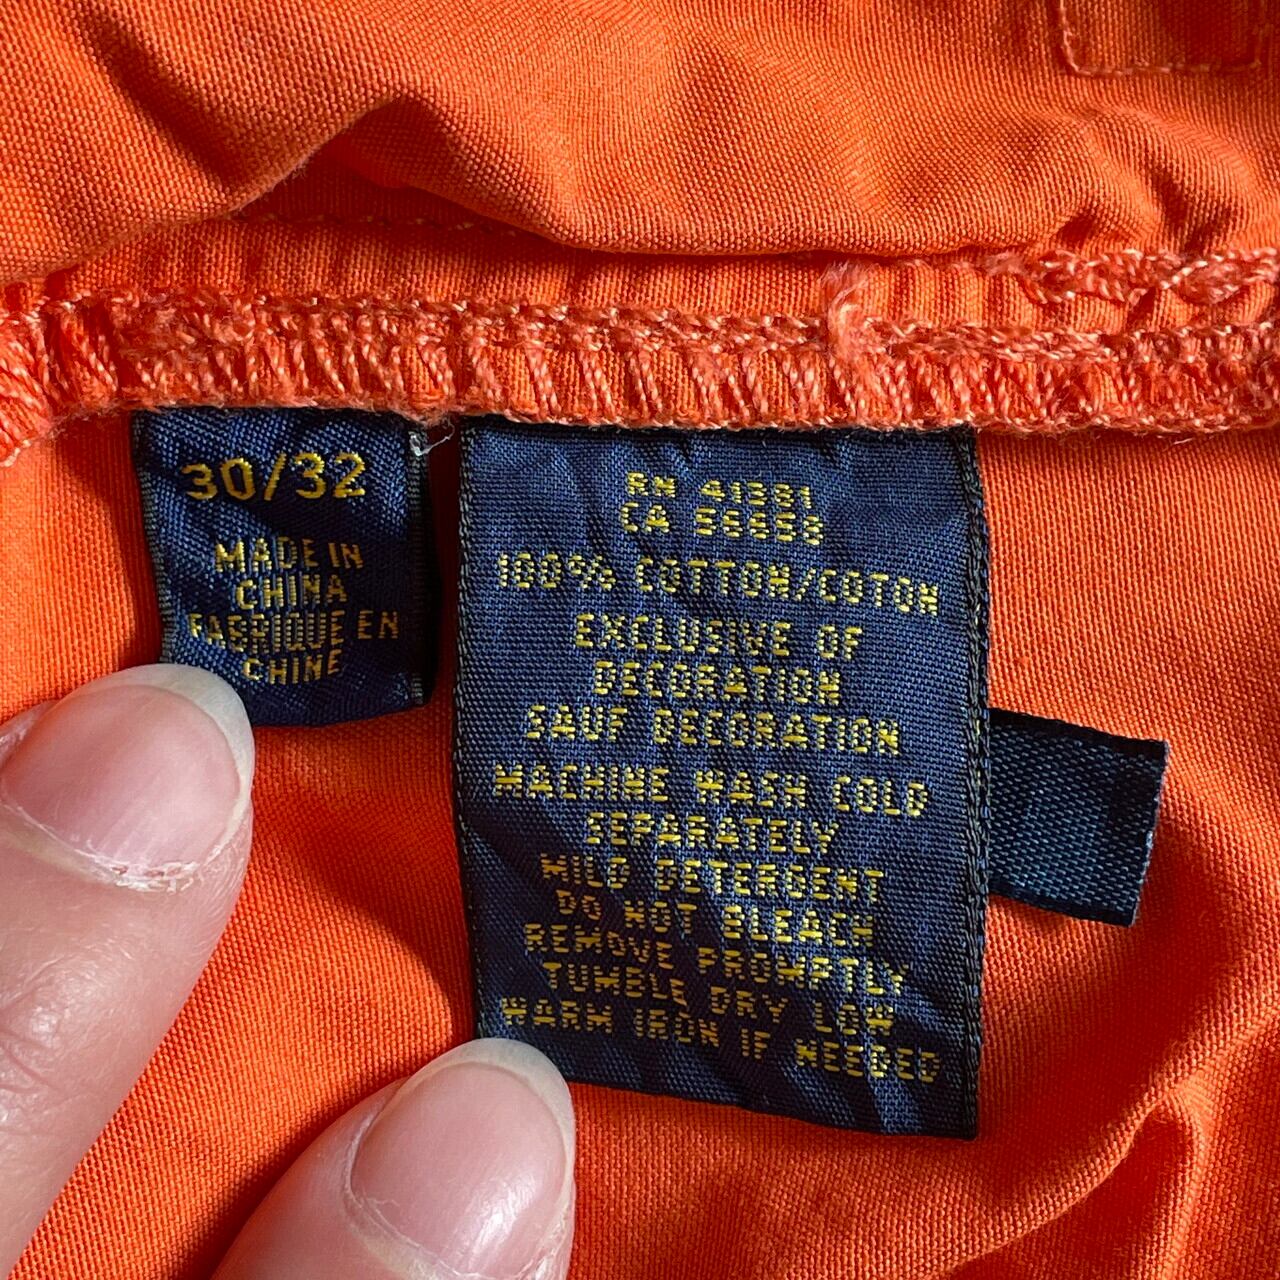 30/32
MADE IN
CHINA
FABRIQUÉ EN
CHINE
RN 41381
CA 56658
100% COTTON/COTON
EXCLUSIVE OF
DECORATION
SAUF DECORATION
MACHINE WASH COLD
SEPARATELY
MILD DETERGENT
DO NOT BLEACH
REMOVE PROMPTLY
TUMBLE DRY LOW
WARM IRON IF NEEDED